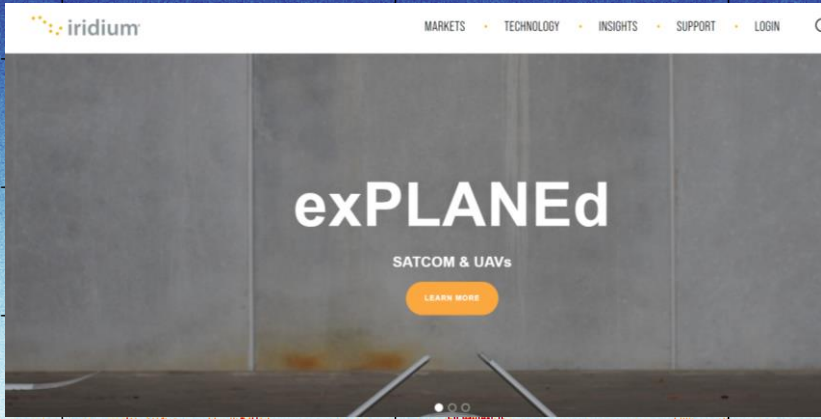 iridium
MARKETS • TECHNOLOGY • INSIGHTS • SUPPORT • LOGIN
exPLANEd
SATCOM & UAVs
LEARN MORE